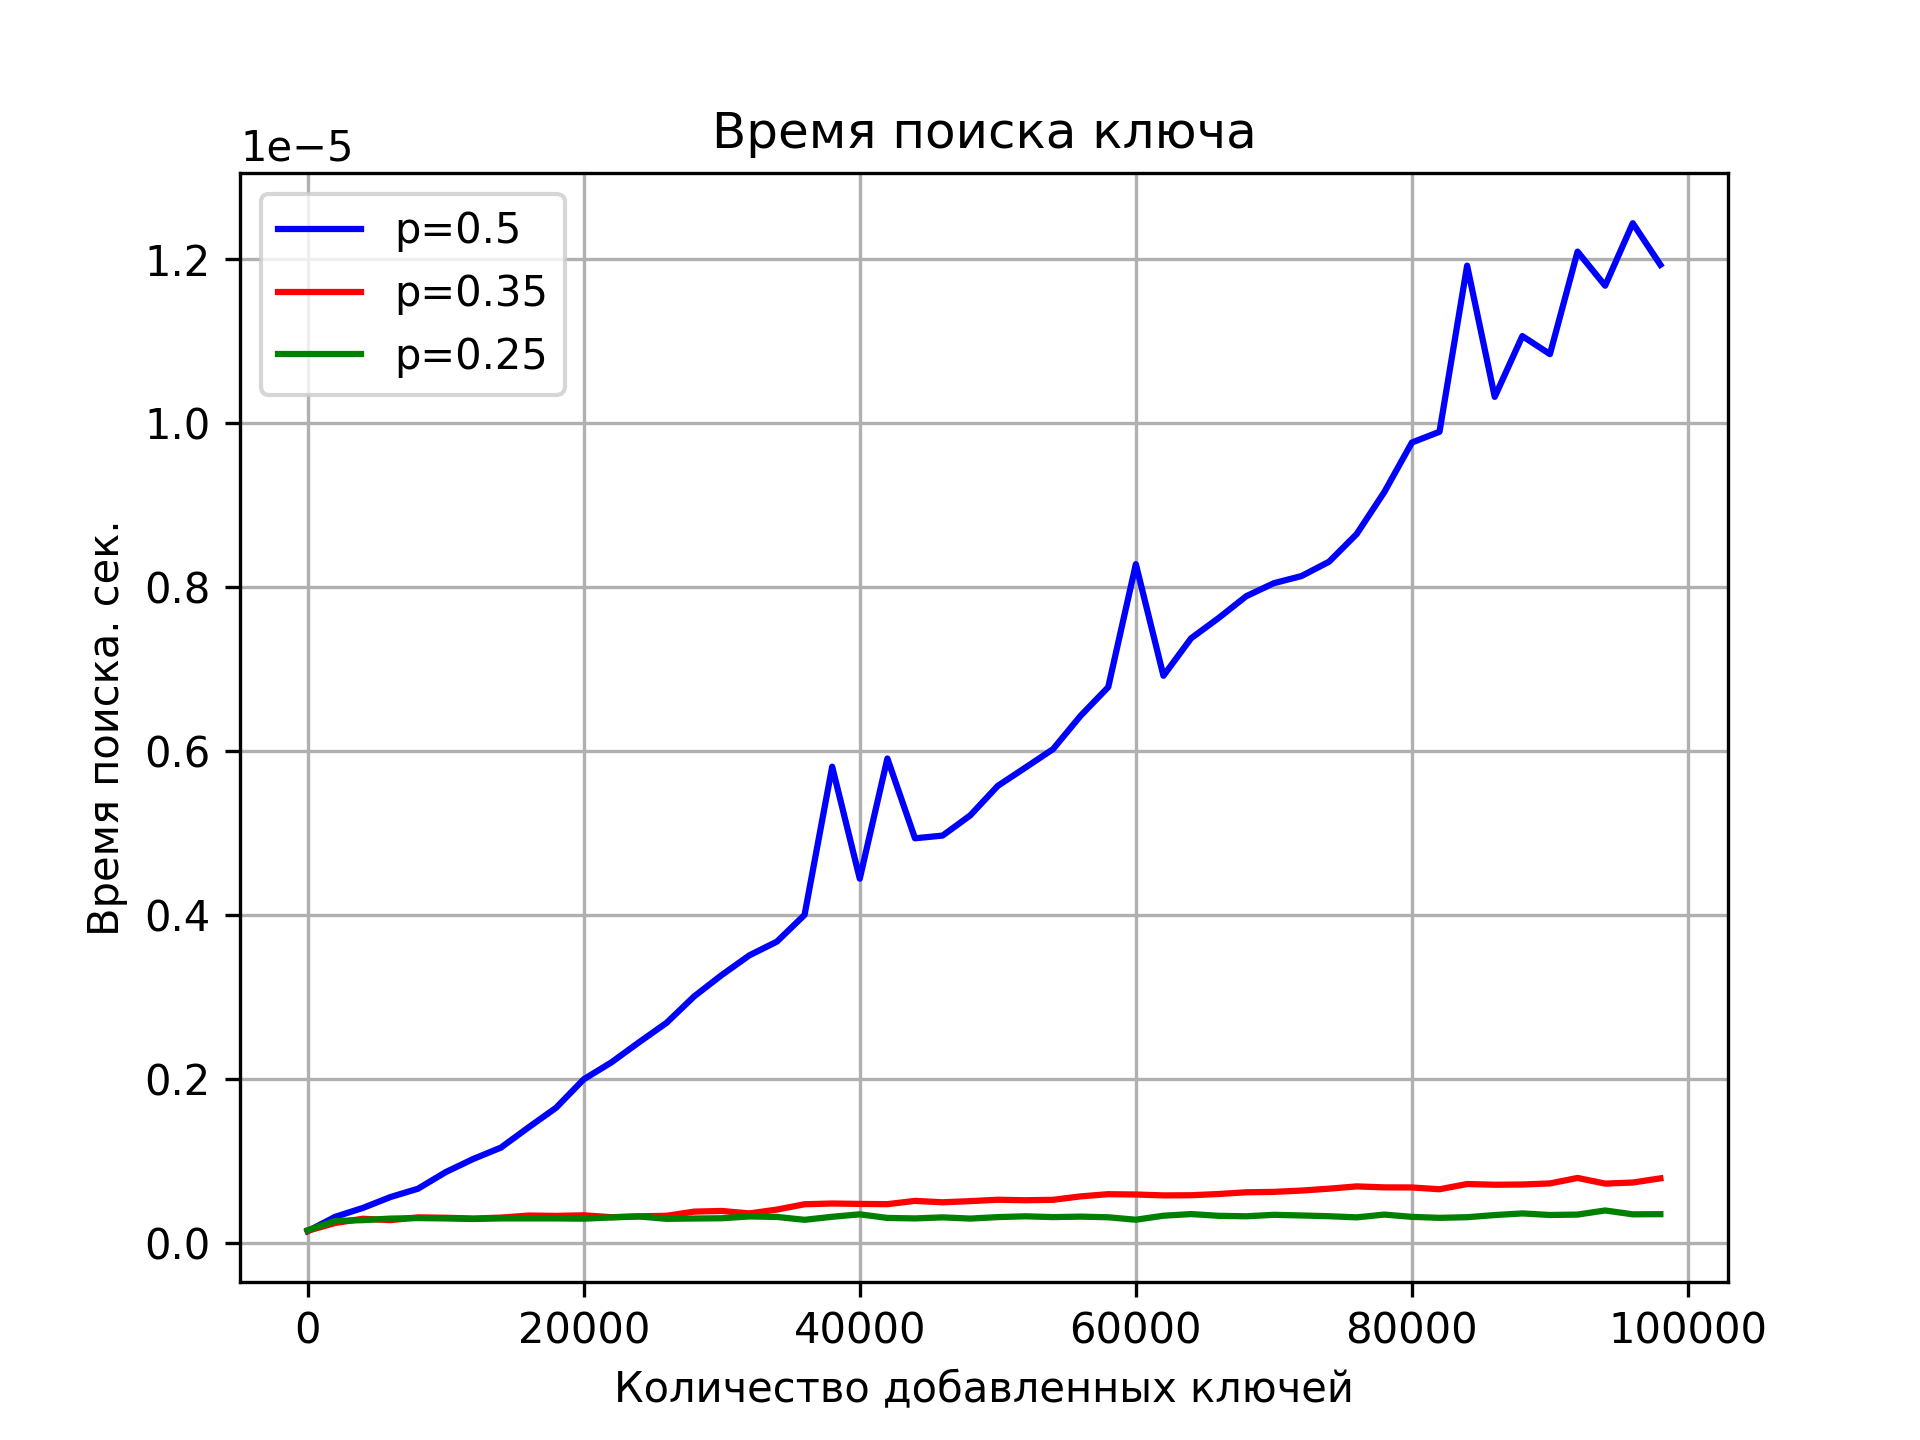 Время поиска ключа
1e−5
p=0.5
p=0.35
p=0.25
1.2
1.0
0.8
0.6
0.4
0.2
0.0
Время поиска. сек.
0 20000 40000 60000 80000 100000
Количество добавленных ключей